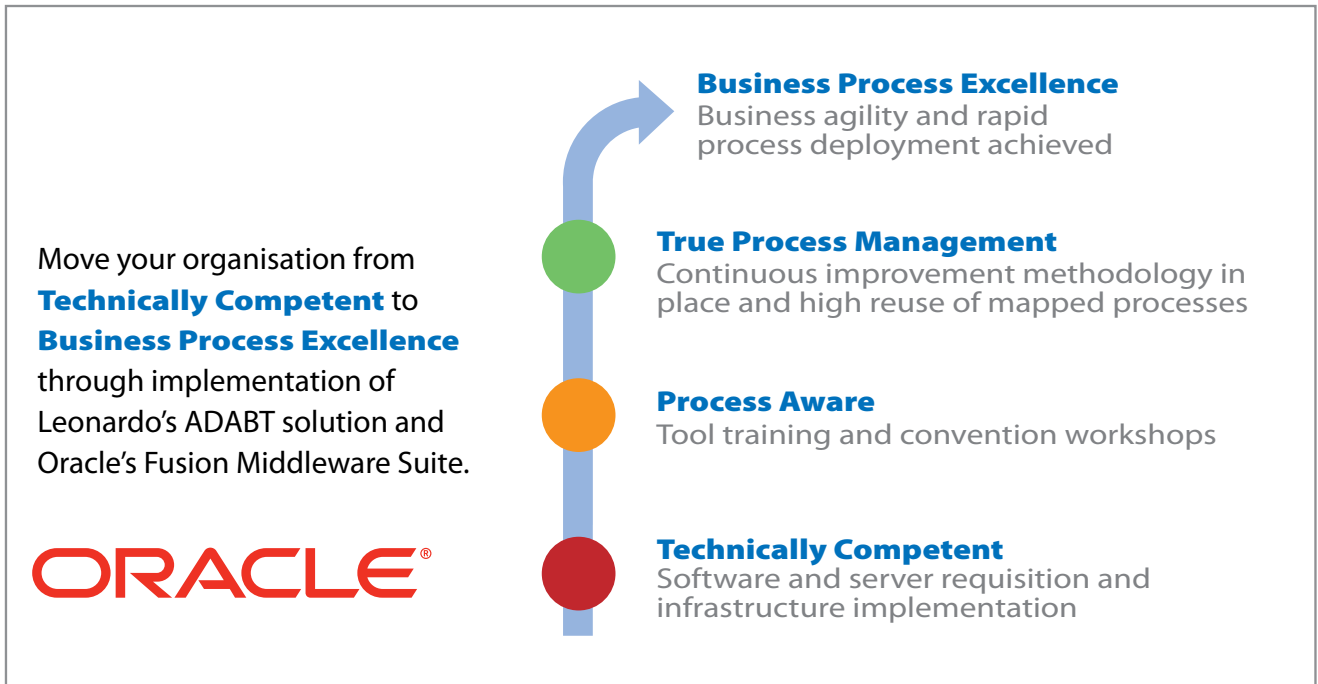 Move your organisation from
Technically Competent to
Business Process Excellence
through implementation of
Leonardo’s ADABT solution and
Oracle’s Fusion Middleware Suite.
ORACLE®
Business Process Excellence
Business agility and rapid
process deployment achieved
True Process Management
Continuous improvement methodology in
place and high reuse of mapped processes
Process Aware
Tool training and convention workshops
Technically Competent
Software and server requisition and
infrastructure implementation